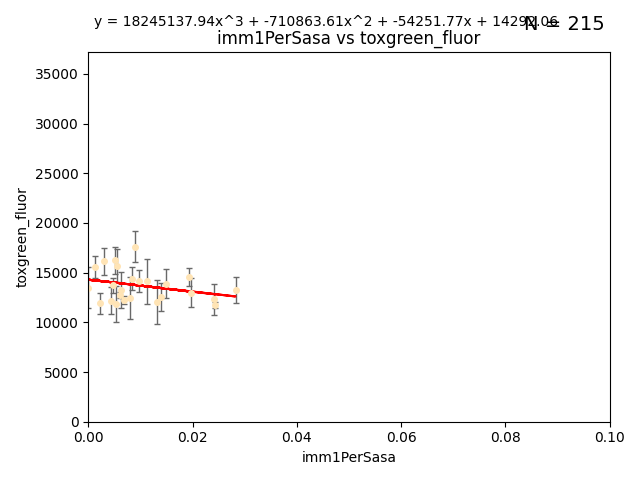 y = 18245137.94x^3 + -710863.61x^2 + -54251.77x + 14292.06
N = 215
imm1PerSasa vs toxgreen_fluor
35000
30000
25000
20000
15000
10000
5000
0
toxgreen_fluor
0.00 0.02 0.04 0.06 0.08 0.10
imm1PerSasa